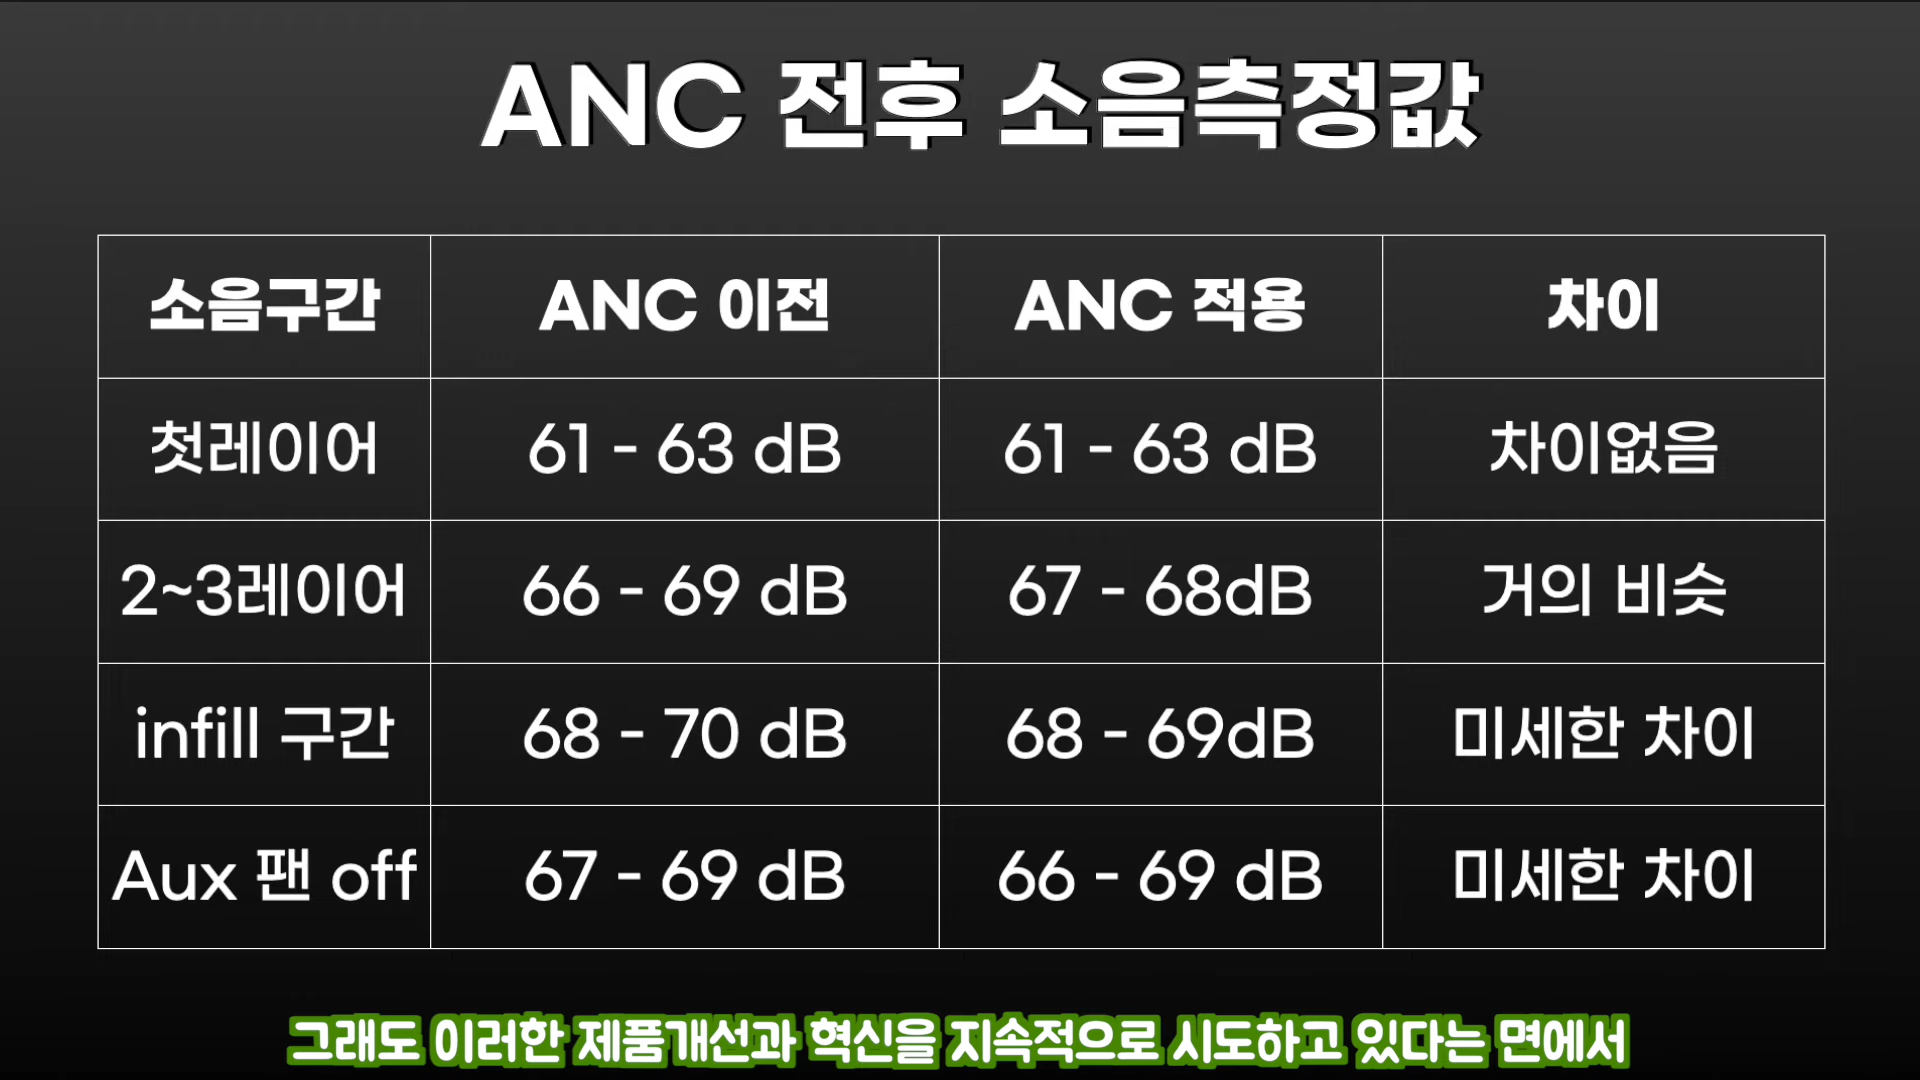 ANC 전후 소음측정값
소음구간 ANC 이전 ANC 적용 차이
첫레이어 61 - 63 dB 61 - 63 dB 차이없음
2~3레이어 66 - 69 dB 67 - 68dB 거의 비슷
infill 구간 68 - 70 dB 68 - 69dB 미세한 차이
Aux 팬 off 67 - 69 dB 66 - 69 dB 미세한 차이
그래도 이러한 제품개선과 혁신을 지속적으로 시도하고 있다는 면에서